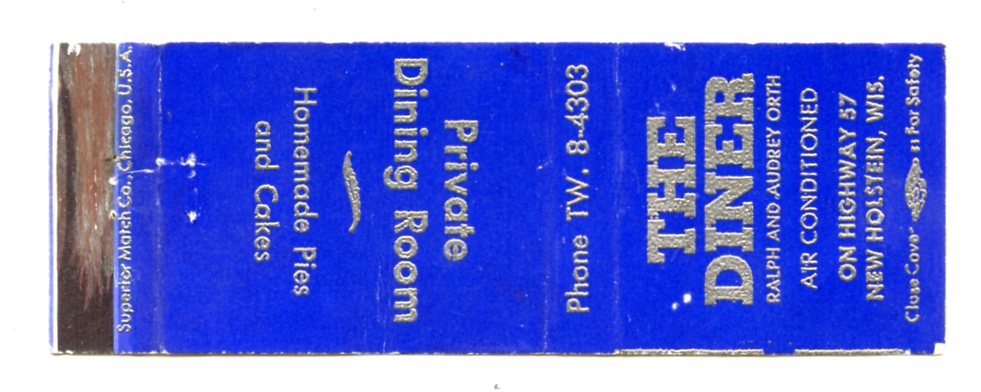 THE
DINER
RALPH AND AUDREY ORTH
AIR CONDITIONED
ON HIGHWAY 57
NEW HOLSTEIN, WIS.
Close Cover For Safety
Phone TW. 8-4303
Private
Dining Room
Homemade Pies
and Cakes
Superior Match Co., Chicago, U.S.A.